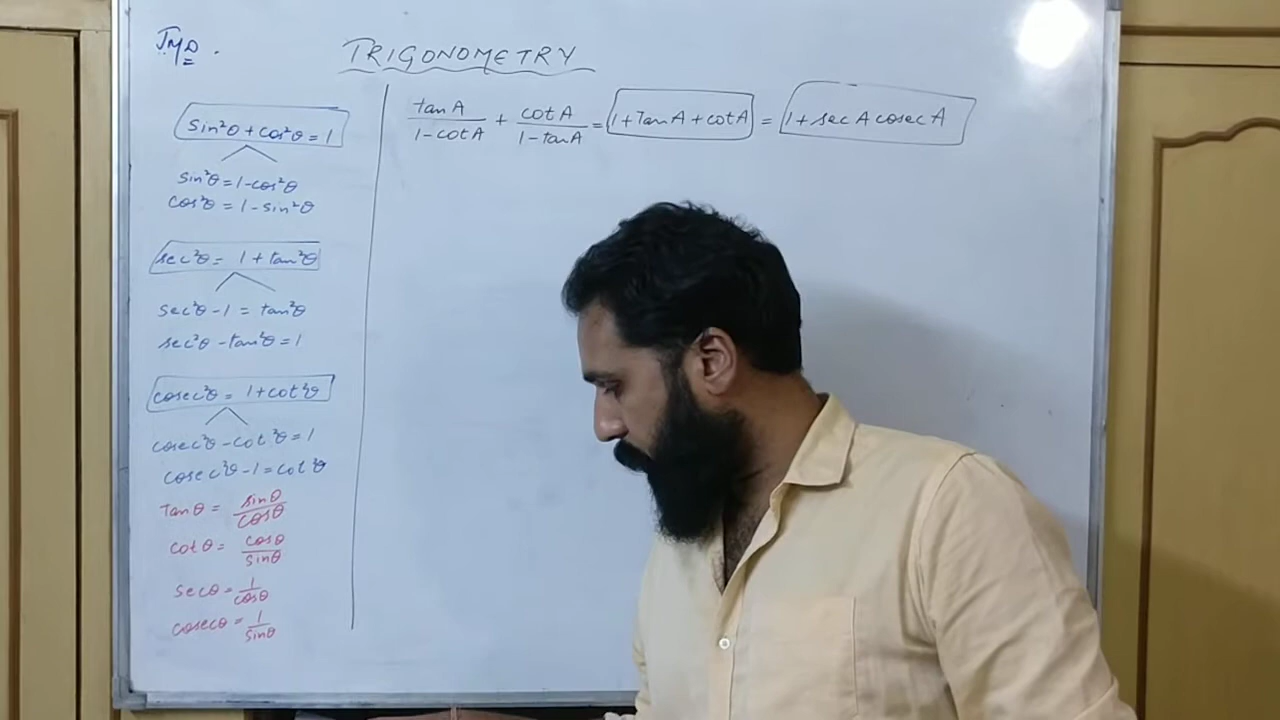 JMD.
TRIGONOMETRY
sin²θ + cos²θ = 1
sin²θ = 1 - cos²θ
cos²θ = 1 - sin²θ
sec²θ = 1 + tan²θ
sec²θ - 1 = tan²θ
sec²θ - tan²θ = 1
cosec²θ = 1 + cot²θ
cosec²θ - cot²θ = 1
cosec²θ - 1 = cot²θ
Tanθ = sinθ/cosθ
cotθ = cosθ/sinθ
secθ = 1/cosθ
cosecθ = 1/sinθ
tanA/(1-cotA) + cotA/(1-tanA) = 1+TanA+cotA = 1+secA cosecA